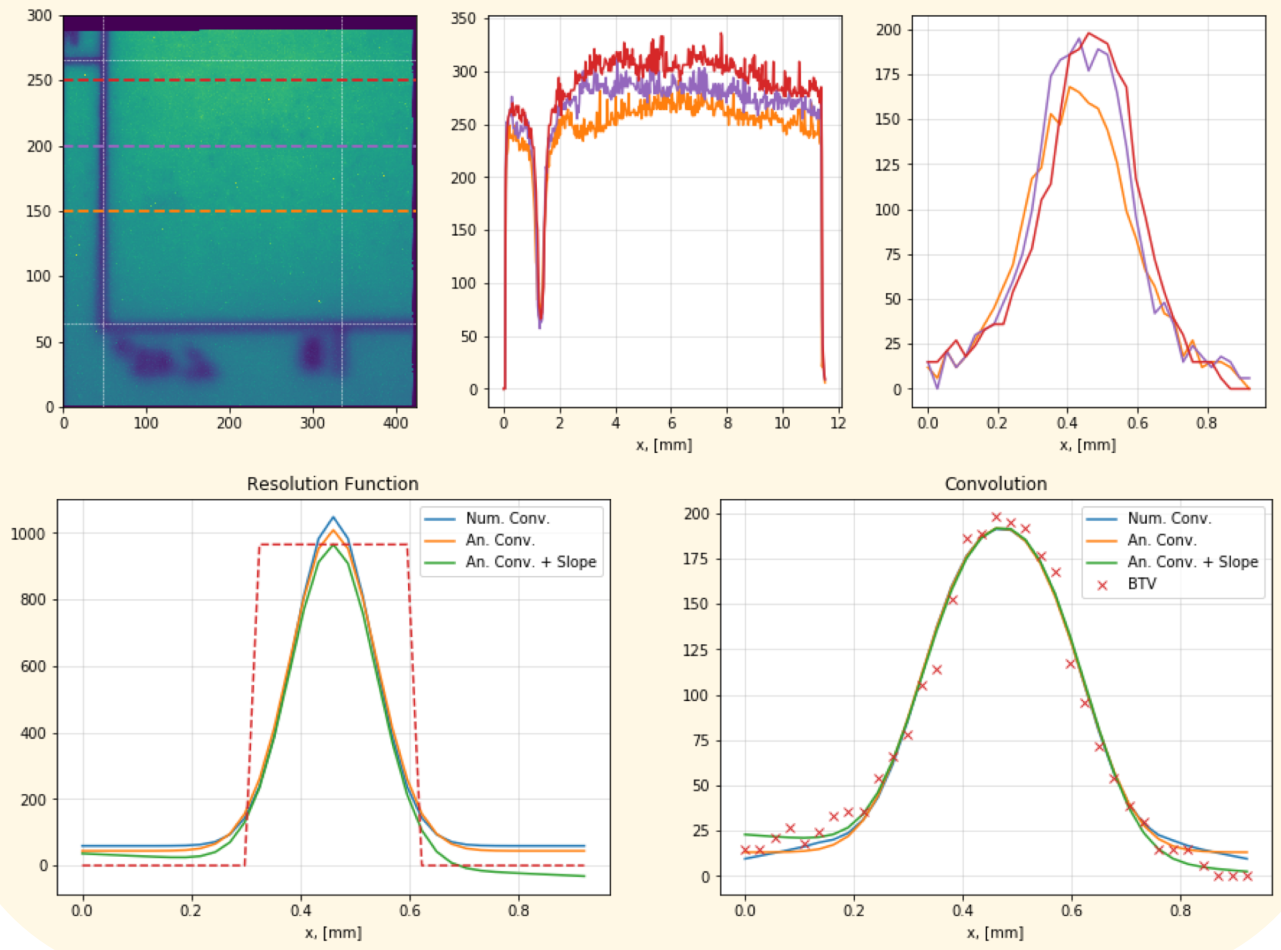 300
250
200
150
100
50
0
0 100 200 300 400
350
300
250
200
150
100
50
0
0 2 4 6 8 10 12
x, [mm]
200
175
150
125
100
75
50
25
0
0.0 0.2 0.4 0.6 0.8
x, [mm]
Resolution Function
1000
800
600
400
200
0
0.0 0.2 0.4 0.6 0.8
x, [mm]
Num. Conv.
An. Conv.
An. Conv. + Slope
Convolution
200
175
150
125
100
75
50
25
0
0.0 0.2 0.4 0.6 0.8
x, [mm]
Num. Conv.
An. Conv.
An. Conv. + Slope
BTV